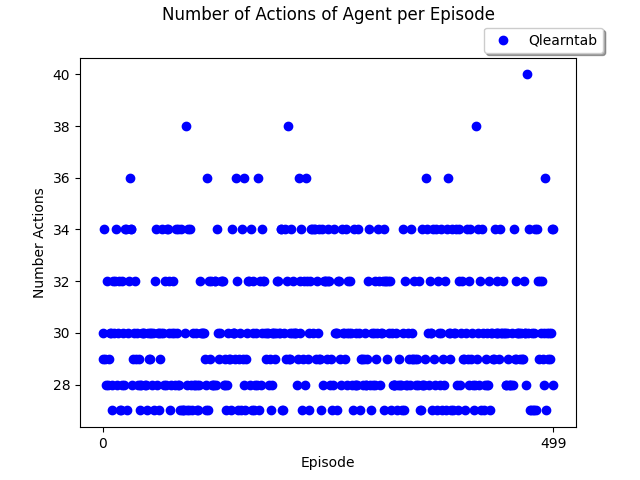 Number of Actions of Agent per Episode
Qlearntab
40
38
36
34
32
30
28
Number Actions
0
499
Episode